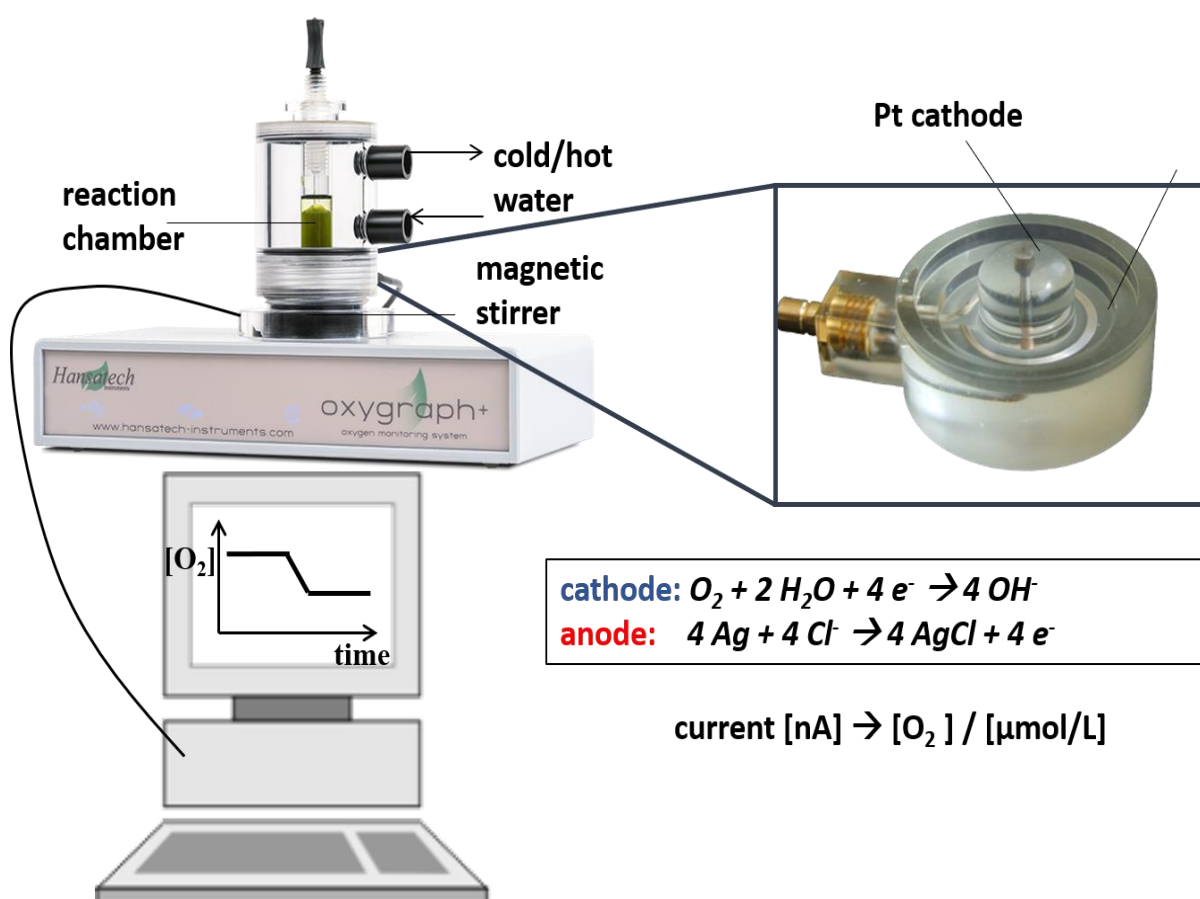 Pt cathode
cold/hot
water
reaction
chamber
magnetic
stirrer
Hansatech
Instruments
oxygraph+
oxygen monitoring system
www.hansatech-instruments.com
[O₂]
time
cathode: O₂ + 2 H₂O + 4 e⁻ → 4 OH⁻
anode: 4 Ag + 4 Cl⁻ → 4 AgCl + 4 e⁻
current [nA] → [O₂ ] / [µmol/L]